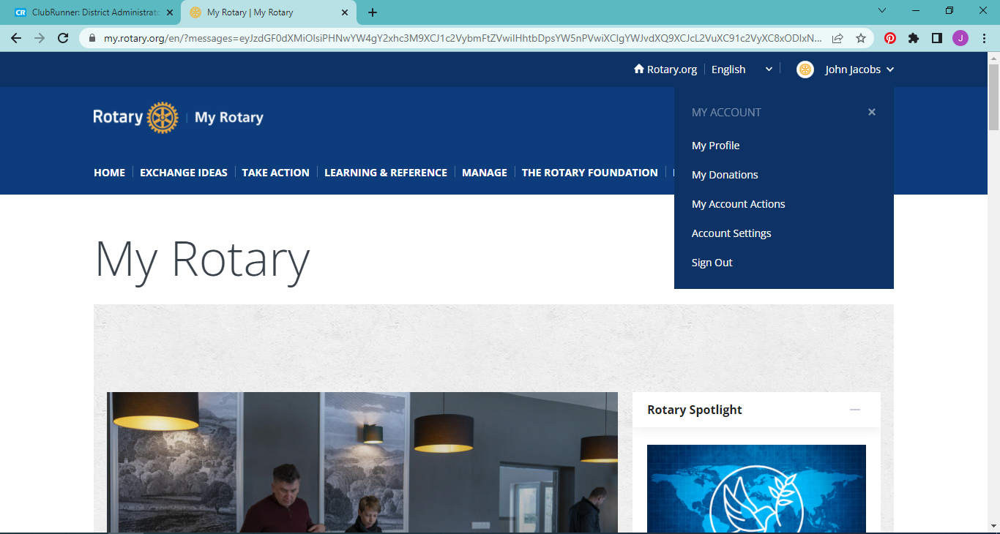 CR ClubRunner: District Administrato
My Rotary | My Rotary
my.rotary.org/en/?messages=eyJzdGF0dXMiOlsiPHNwYW4gY2xhc3M9XCJ1c2VybmFtZVwiIHhtbDpsYW5nPVwiXCIgYWJvdXQ9XCJcL2VuXC91c2VyXC8xODIxN...
J
Rotary.org
English
John Jacobs
Rotary | My Rotary
MY ACCOUNT
My Profile
My Donations
My Account Actions
Account Settings
Sign Out
HOME
EXCHANGE IDEAS
TAKE ACTION
LEARNING & REFERENCE
MANAGE
THE ROTARY FOUNDATION
My Rotary
Rotary Spotlight